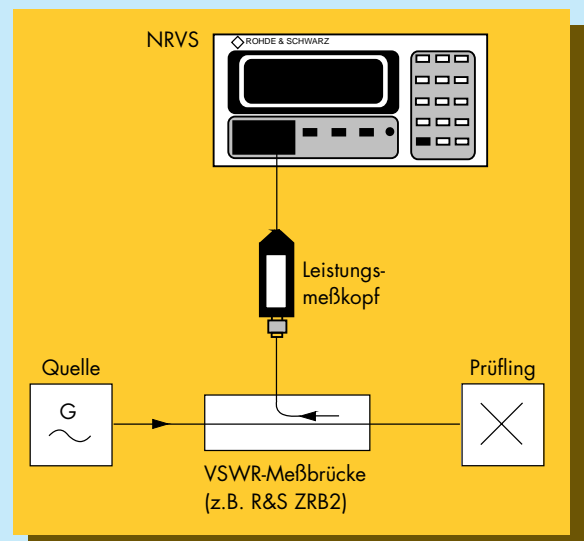 NRVS
ROHDE & SCHWARZ
Leistungs-
meßkopf
Quelle
Prüfling
G
VSWR-Meßbrücke
(z.B. R&S ZRB2)